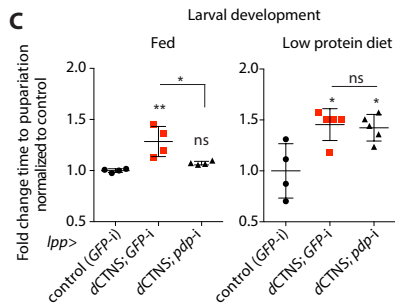 C
Larval development
Fed
Low protein diet
Fold change time to pupariation
normalized to control
2.0
1.5
1.0
0.5
**
*
ns
2.0
1.5
1.0
0.5
ns
*
*
lpp>
control (GFP-i)
dCTNS; GFP-i
dCTNS; pdp-i
control (GFP-i)
dCTNS; GFP-i
dCTNS; pdp-i